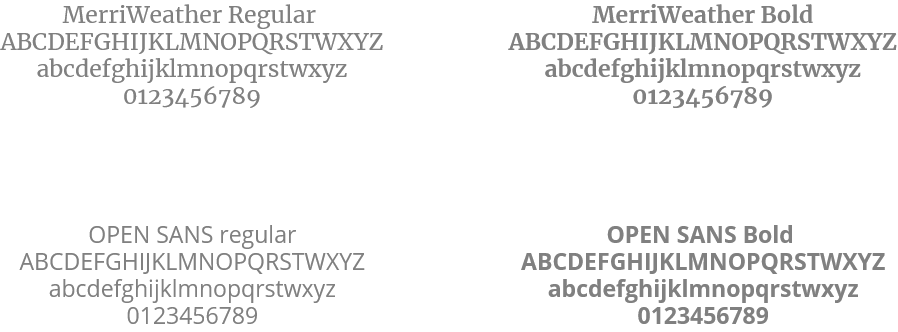 MerriWeather Regular
ABCDEFGHIJKLMNOPQRSTWXYZ
abcdefghijklmnopqrstwxyz
0123456789
MerriWeather Bold
ABCDEFGHIJKLMNOPQRSTWXYZ
abcdefghijklmnopqrstwxyz
0123456789
OPEN SANS regular
ABCDEFGHIJKLMNOPQRSTWXYZ
abcdefghijklmnopqrstwxyz
0123456789
OPEN SANS Bold
ABCDEFGHIJKLMNOPQRSTWXYZ
abcdefghijklmnopqrstwxyz
0123456789